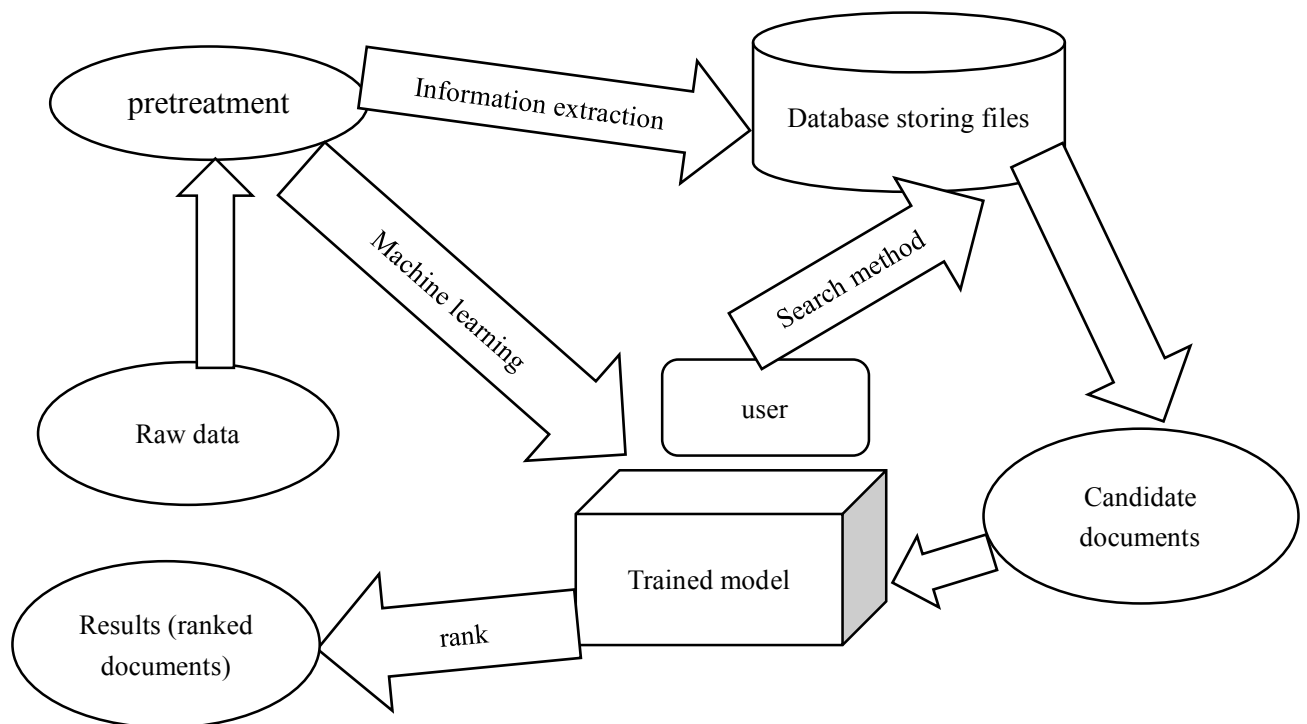 pretreatment
Information extraction
Database storing files
Machine learning
Search method
user
Raw data
Candidate
documents
Trained model
rank
Results (ranked
documents)